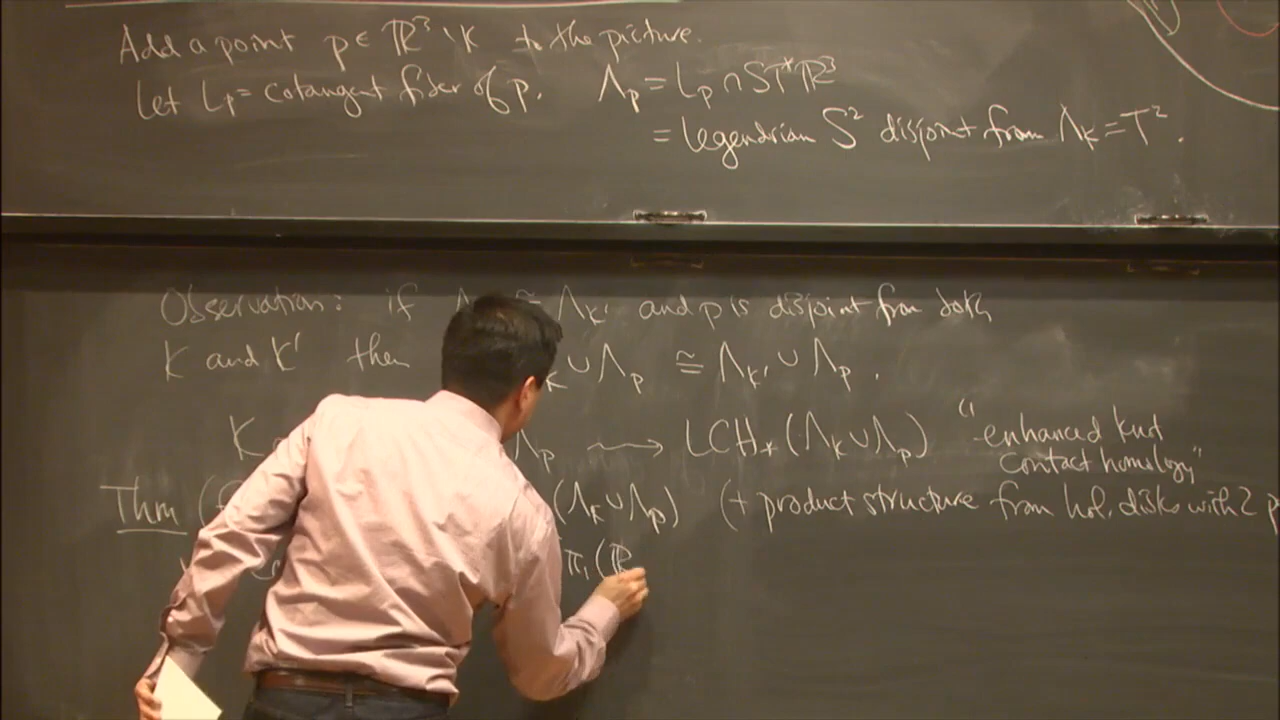 Add a point p ∈ ℝ³\K to the picture.
Let Lp = cotangent fiber of p. Λp = Lp ∩ ST*ℝ³
= Legendrian S² disjoint from ΛK = T².
Observation: if Λ ≅ ΛK' and p is disjoint from both
K and K' then K ∪ Λp ≅ ΛK' ∪ Λp.
K Λp ⟿ LCH*(ΛK ∪ Λp) "enhanced knot
contact homology"
Thm ( (ΛK ∪ Λp) (+ product structure from hol. disks with 2 p
π₁(ℝ